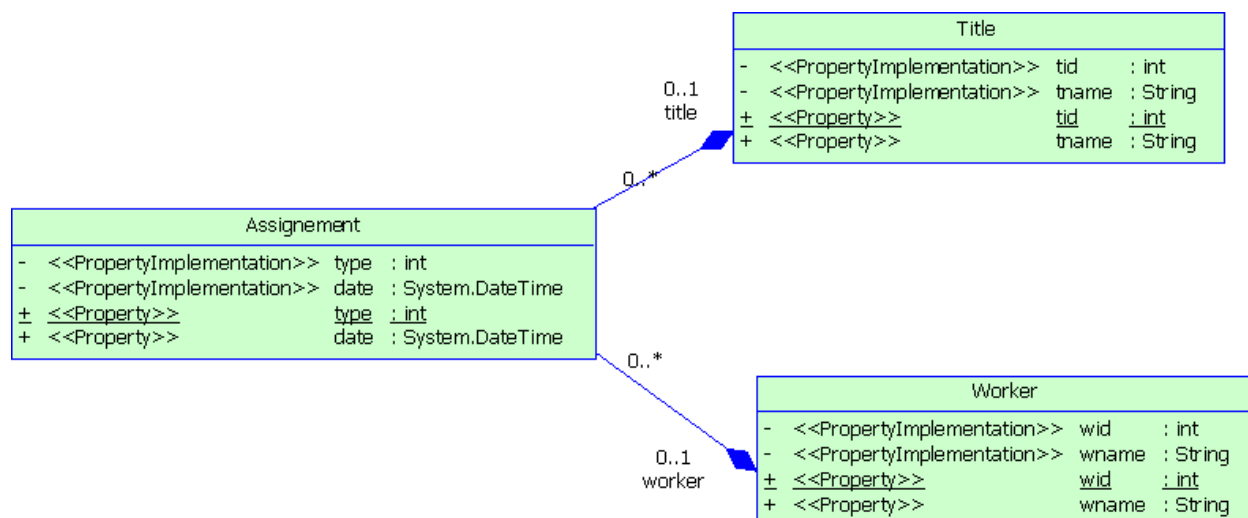 Title
- <<PropertyImplementation>> tid : int
- <<PropertyImplementation>> tname : String
+ <<Property>> tid : int
+ <<Property>> tname : String
0..1
title
0..*
Assignement
- <<PropertyImplementation>> type : int
- <<PropertyImplementation>> date : System.DateTime
+ <<Property>> type : int
+ <<Property>> date : System.DateTime
0..*
0..1
worker
Worker
- <<PropertyImplementation>> wid : int
- <<PropertyImplementation>> wname : String
+ <<Property>> wid : int
+ <<Property>> wname : String